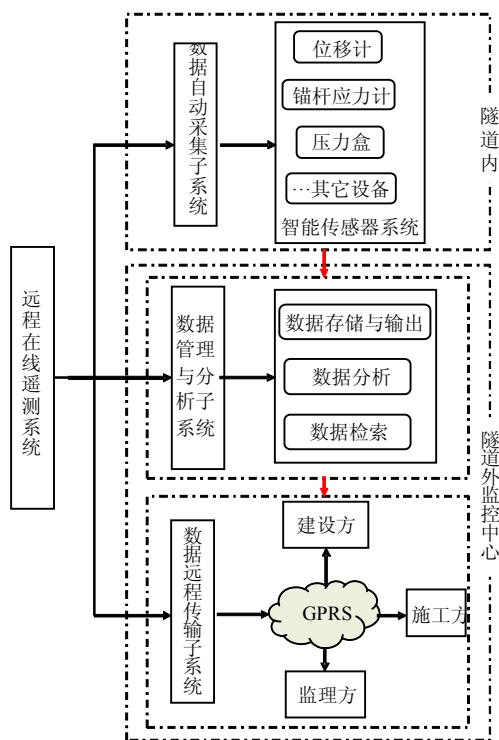 远程在线遥测系统
数据自动采集子系统
位移计
锚杆应力计
压力盒
…其它设备
智能传感器系统
隧道内
数据
管理
与分
析子
系统
数据存储与输出
数据分析
数据检索
数据远程传输子系统
建设方
GPRS
施工方
监理方
隧道外监控中心